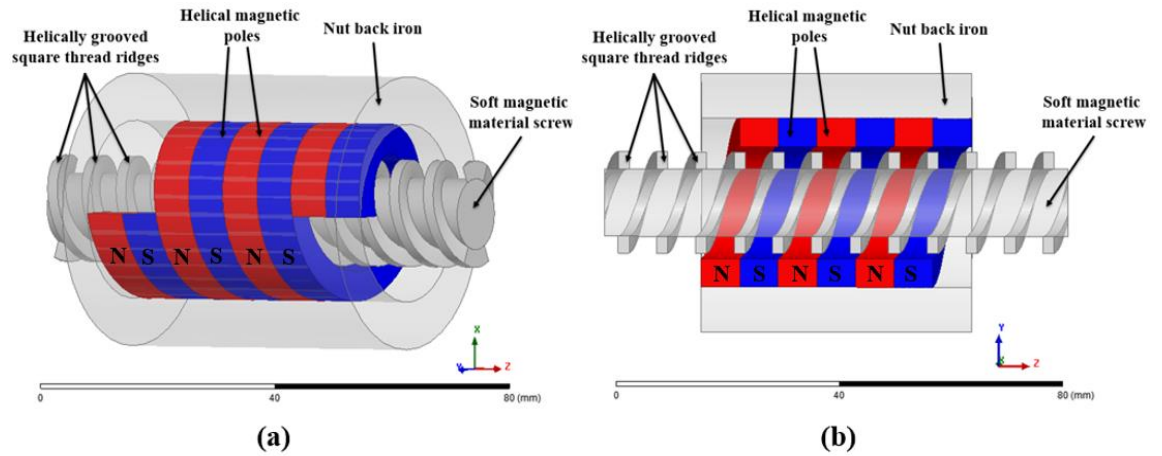 Helical magnetic
poles
Nut back iron
Helically grooved
square thread ridges
Soft magnetic
material screw
N S N S N S
X
Y Z
0 40 80 (mm)
(a)
Helical magnetic
poles
Nut back iron
Helically grooved
square thread ridges
Soft magnetic
material screw
N S N S N S
Y
X Z
0 40 80 (mm)
(b)